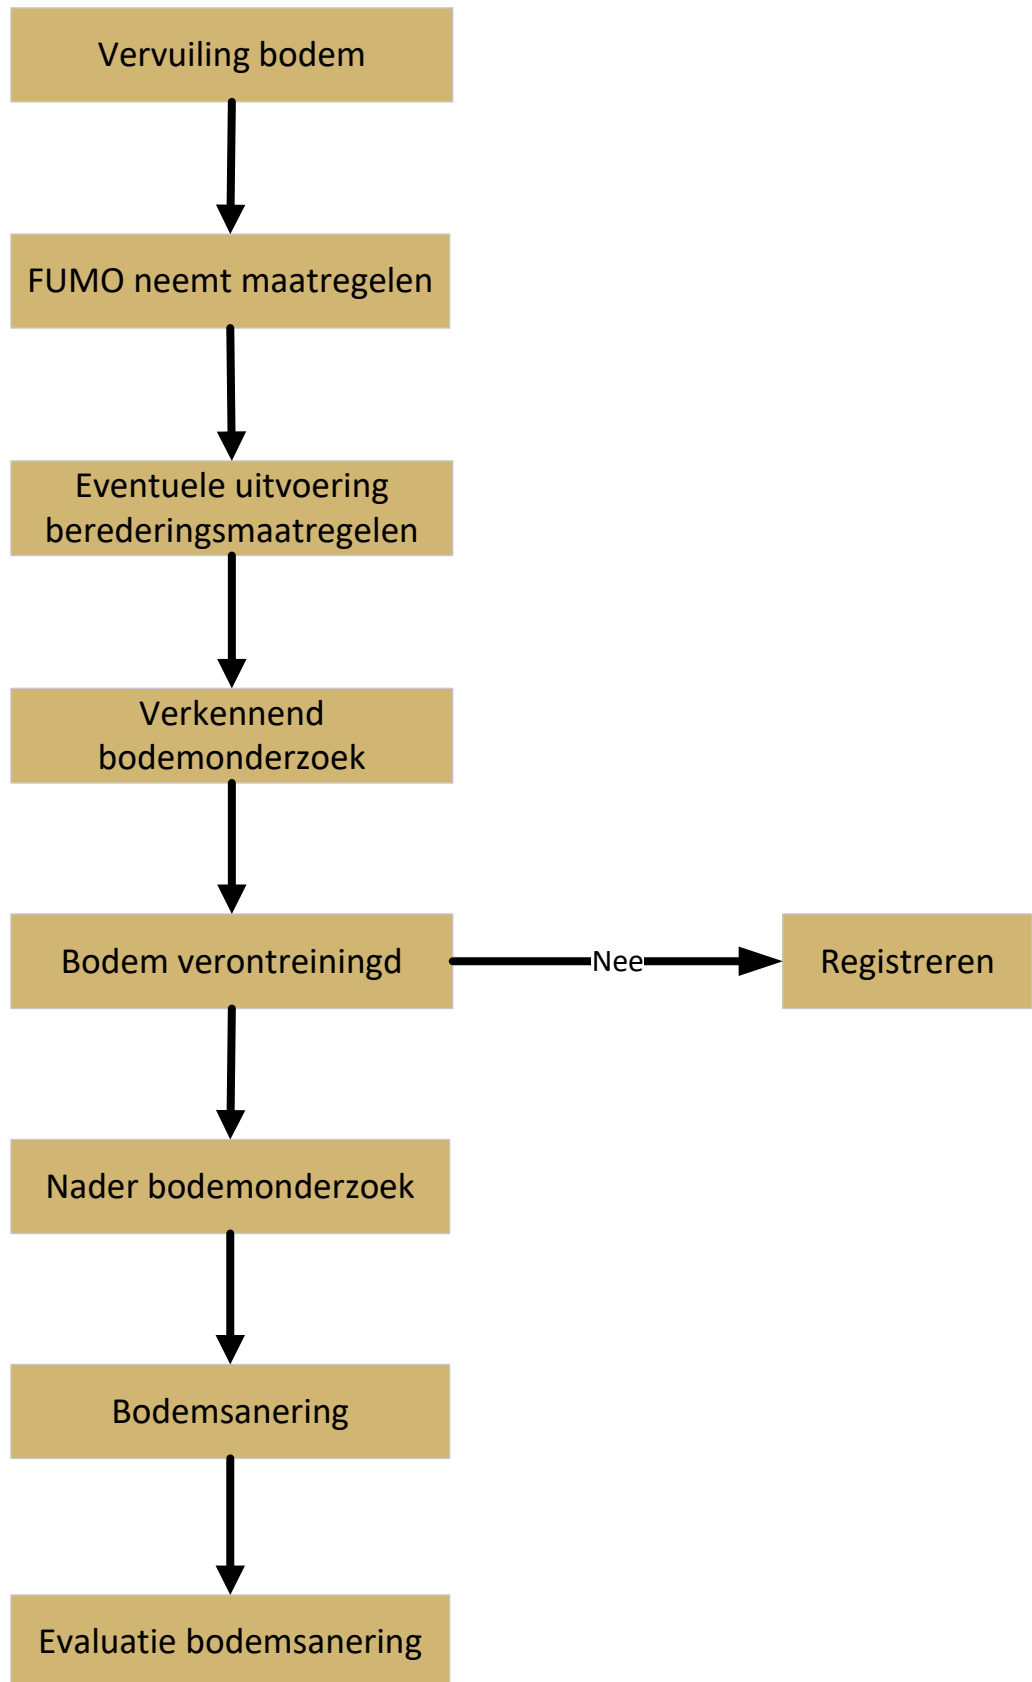 Vervuiling bodem
FUMO neemt maatregelen
Eventuele uitvoering
berederingsmaatregelen
Verkennend
bodemonderzoek
Bodem verontreiningd
Nee
Registreren
Nader bodemonderzoek
Bodemsanering
Evaluatie bodemsanering